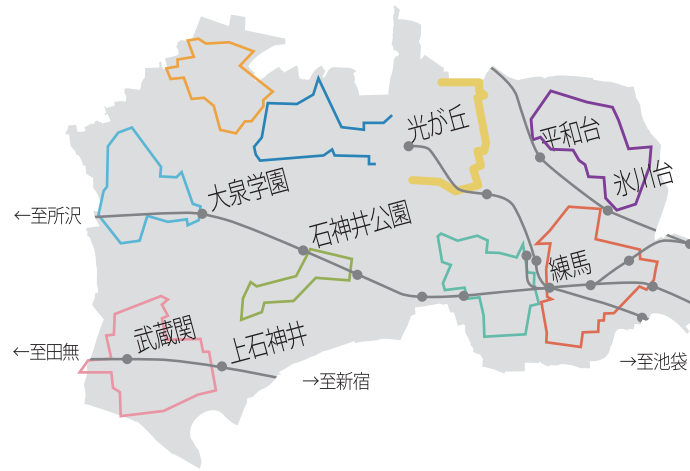 光が丘
平和台
氷川台
大泉学園
←至所沢
石神井公園
練馬
武蔵関
上石神井
←至田無
→至新宿
→至池袋